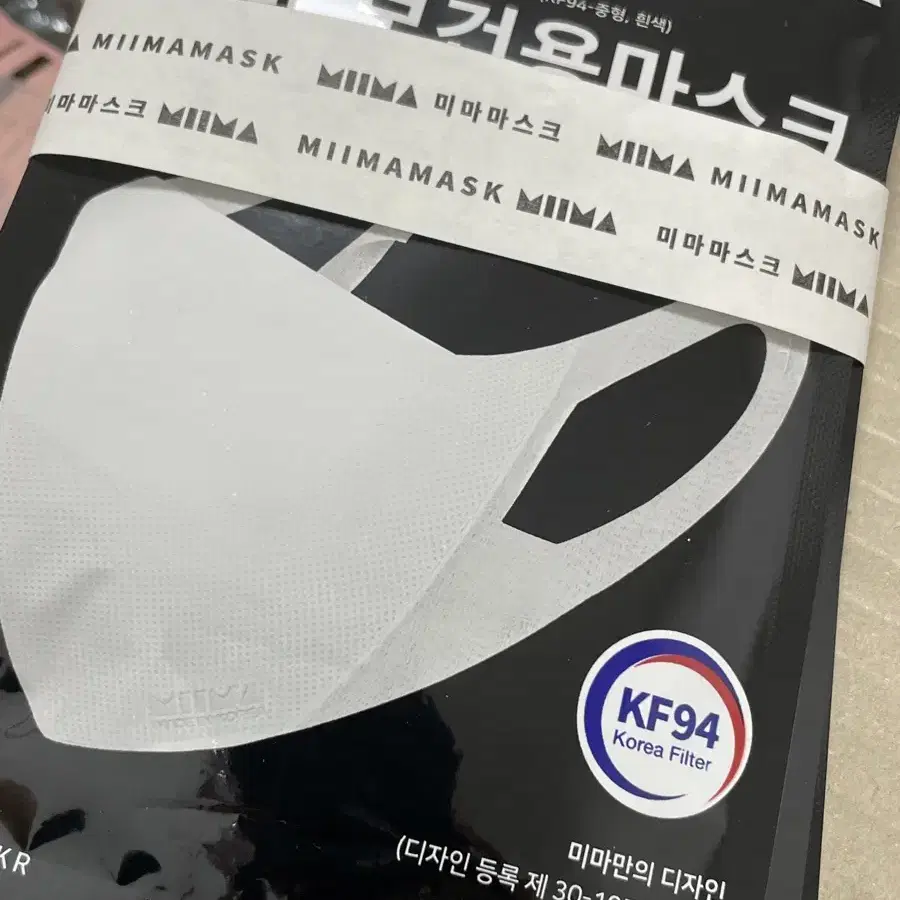 (KF94-중형, 흰색)
보건용마스크
MIIMAMASK MIIMA 미마마스크 MIIMA MIIMAMASK
미마마스크 MIIMA MIIMAMASK MIIMA 미마마스크 MIIMA
KF94
Korea Filter
미마만의 디자인
(디자인 등록 제 30-
KR